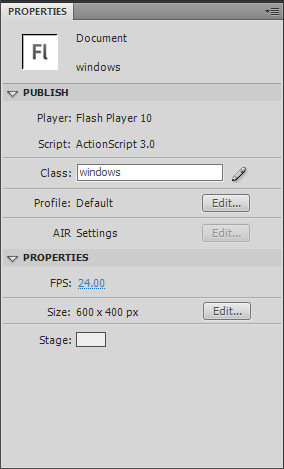 PROPERTIES
Fl
Document
windows
PUBLISH
Player: Flash Player 10
Script: ActionScript 3.0
Class: windows
Profile: Default Edit...
AIR Settings Edit...
PROPERTIES
FPS: 24.00
Size: 600 x 400 px Edit...
Stage: